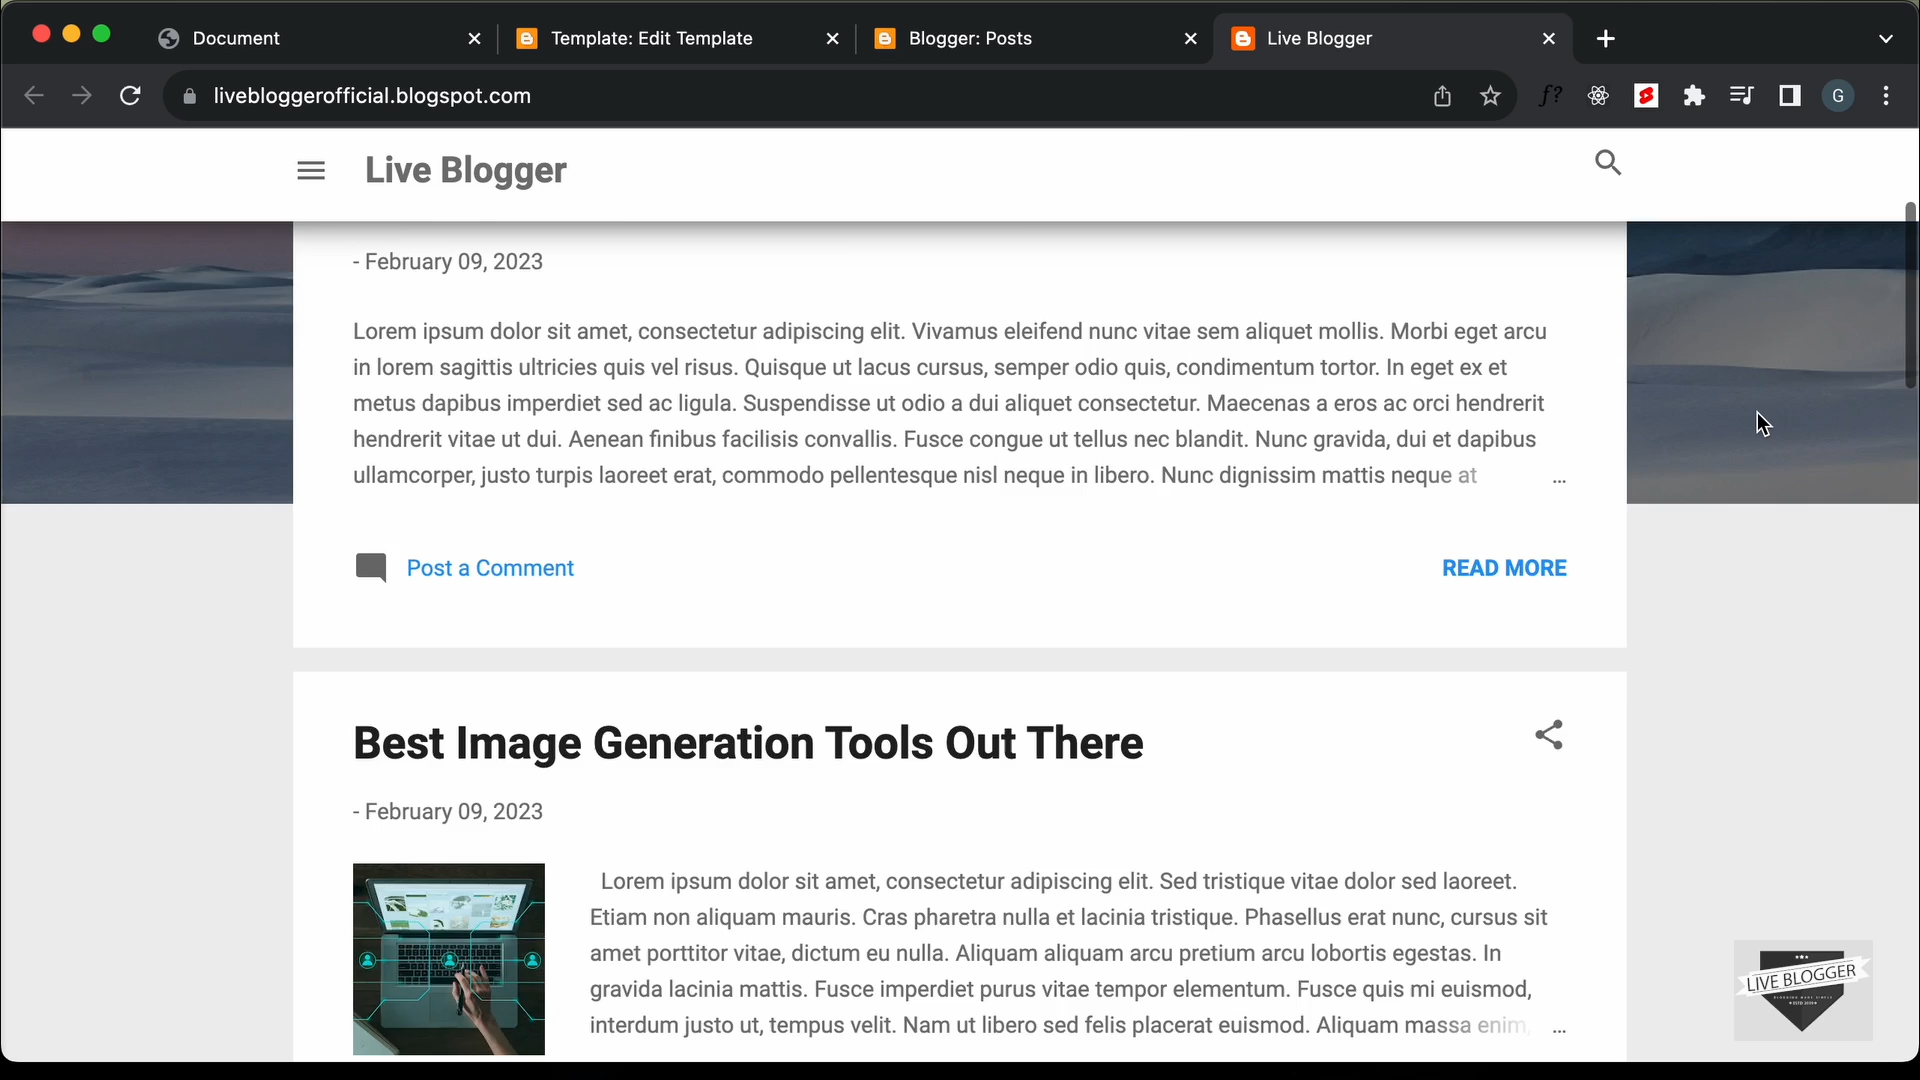 Document
Template: Edit Template
Blogger: Posts
Live Blogger
livebloggerofficial.blogspot.com
f?
G
Live Blogger
- February 09, 2023
Lorem ipsum dolor sit amet, consectetur adipiscing elit. Vivamus eleifend nunc vitae sem aliquet mollis. Morbi eget arcu
in lorem sagittis ultricies quis vel risus. Quisque ut lacus cursus, semper odio quis, condimentum tortor. In eget ex et
metus dapibus imperdiet sed ac ligula. Suspendisse ut odio a dui aliquet consectetur. Maecenas a eros ac orci hendrerit
hendrerit vitae ut dui. Aenean finibus facilisis convallis. Fusce congue ut tellus nec blandit. Nunc gravida, dui et dapibus
ullamcorper, justo turpis laoreet erat, commodo pellentesque nisl neque in libero. Nunc dignissim mattis neque at ...
Post a Comment
READ MORE
Best Image Generation Tools Out There
- February 09, 2023
Lorem ipsum dolor sit amet, consectetur adipiscing elit. Sed tristique vitae dolor sed laoreet.
Etiam non aliquam mauris. Cras pharetra nulla et lacinia tristique. Phasellus erat nunc, cursus sit
amet porttitor vitae, dictum eu nulla. Aliquam aliquam arcu pretium arcu lobortis egestas. In
gravida lacinia mattis. Fusce imperdiet purus vitae tempor elementum. Fusce quis mi euismod,
interdum justo ut, tempus velit. Nam ut libero sed felis placerat euismod. Aliquam massa enim, ...
LIVE BLOGGER